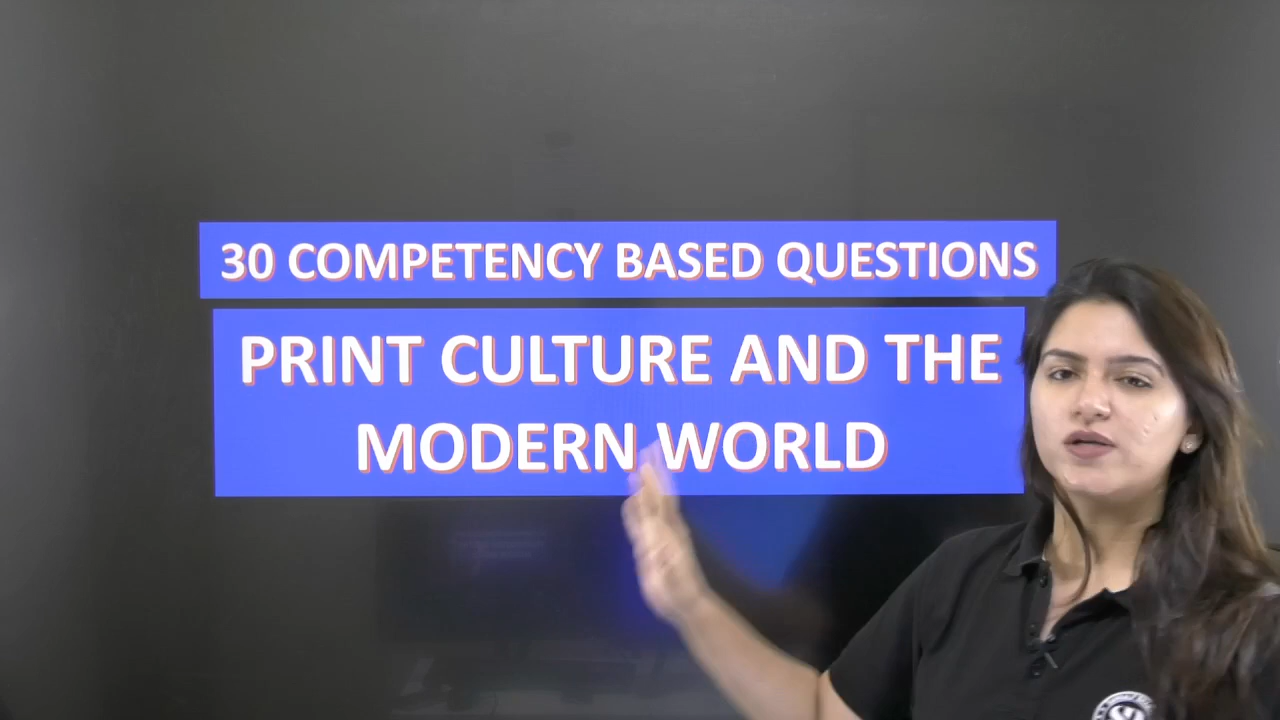 30 COMPETENCY BASED QUESTIONS
PRINT CULTURE AND THE
MODERN WORLD